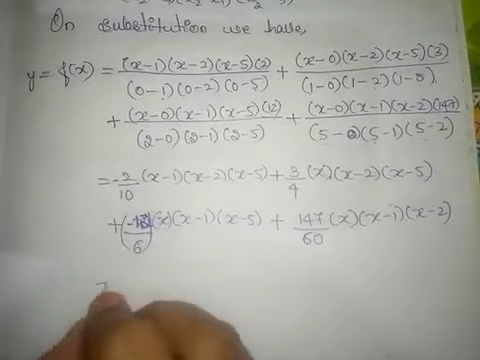 On substitution we have,
y = f(x) = (x-1)(x-2)(x-5)(2)/(0-1)(0-2)(0-5) + (x-0)(x-2)(x-5)(3)/(1-0)(1-2)(1-5)
+ (x-0)(x-1)(x-5)(12)/(2-0)(2-1)(2-5) + (x-0)(x-1)(x-2)(147)/(5-0)(5-1)(5-2)
= -2/10 (x-1)(x-2)(x-5) + 3/4 (x)(x-2)(x-5)
+ (-12/6)(x)(x-1)(x-5) + 147/60 (x)(x-1)(x-2)